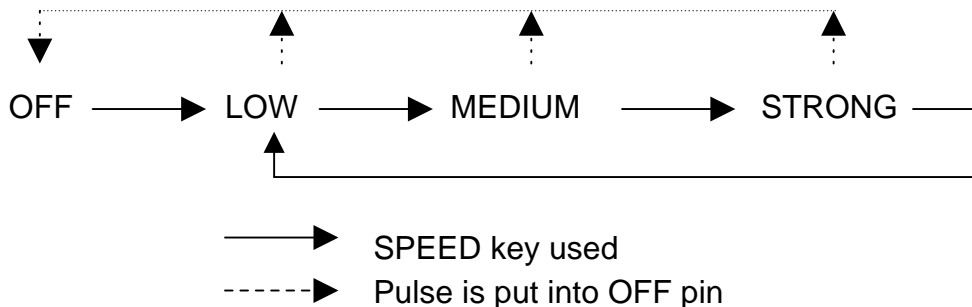 OFF LOW MEDIUM STRONG
SPEED key used
Pulse is put into OFF pin